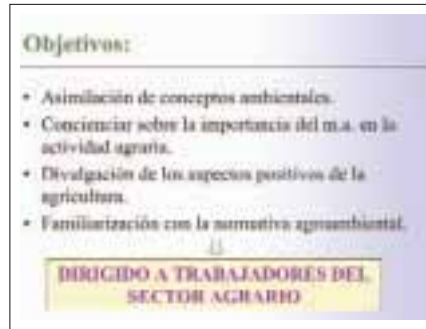 Objetivos:
• Asimilación de conceptos ambientales.
• Concienciar sobre la importancia del m.a. en la
actividad agraria.
• Divulgación de los aspectos positivos de la
agricultura.
• Familiarización con la normativa agroambiental.
DIRIGIDO A TRABAJADORES DEL
SECTOR AGRARIO